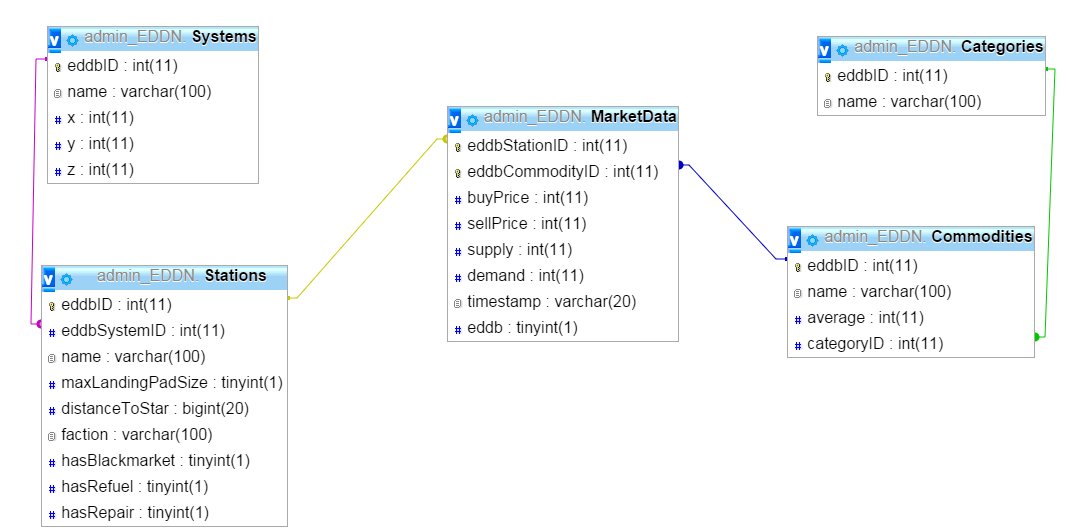 v admin_EDDN. Systems
eddbID : int(11)
name : varchar(100)
# x : int(11)
# y : int(11)
# z : int(11)
v admin_EDDN. Stations
eddbID : int(11)
# eddbSystemID : int(11)
name : varchar(100)
# maxLandingPadSize : tinyint(1)
# distanceToStar : bigint(20)
faction : varchar(100)
# hasBlackmarket : tinyint(1)
# hasRefuel : tinyint(1)
# hasRepair : tinyint(1)
v admin_EDDN. MarketData
eddbStationID : int(11)
eddbCommodityID : int(11)
# buyPrice : int(11)
# sellPrice : int(11)
# supply : int(11)
# demand : int(11)
timestamp : varchar(20)
# eddb : tinyint(1)
v admin_EDDN. Categories
eddbID : int(11)
name : varchar(100)
v admin_EDDN. Commodities
eddbID : int(11)
name : varchar(100)
# average : int(11)
# categoryID : int(11)